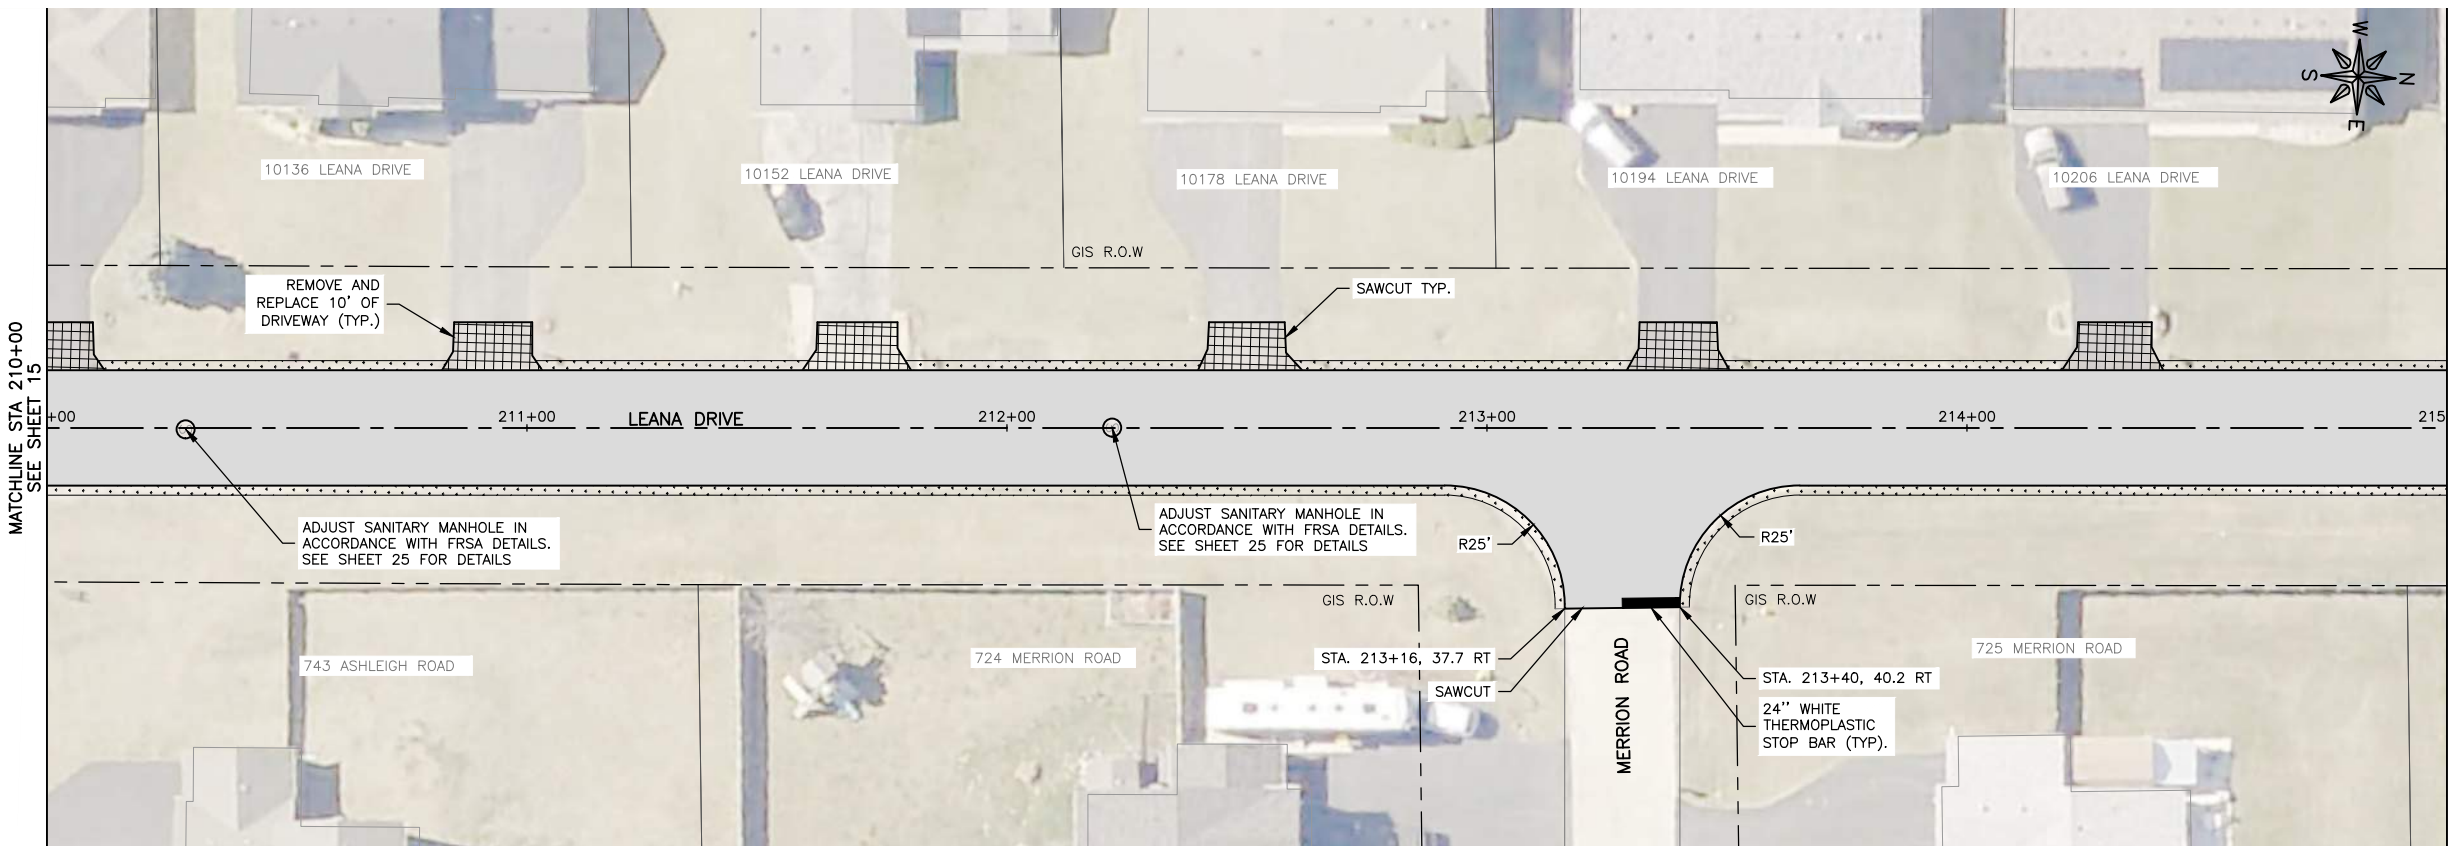 W
S
N
E
10136 LEANA DRIVE
10152 LEANA DRIVE
10178 LEANA DRIVE
10194 LEANA DRIVE
10206 LEANA DRIVE
GIS R.O.W
REMOVE AND
REPLACE 10' OF
DRIVEWAY (TYP.)
SAWCUT TYP.
MATCHLINE STA 210+00
SEE SHEET 15
+00
211+00
LEANA DRIVE
212+00
213+00
214+00
215
ADJUST SANITARY MANHOLE IN
ACCORDANCE WITH FRSA DETAILS.
SEE SHEET 25 FOR DETAILS
ADJUST SANITARY MANHOLE IN
ACCORDANCE WITH FRSA DETAILS.
SEE SHEET 25 FOR DETAILS
R25'
R25'
GIS R.O.W
GIS R.O.W
743 ASHLEIGH ROAD
724 MERRION ROAD
STA. 213+16, 37.7 RT
SAWCUT
MERRION ROAD
725 MERRION ROAD
STA. 213+40, 40.2 RT
24'' WHITE
THERMOPLASTIC
STOP BAR (TYP).